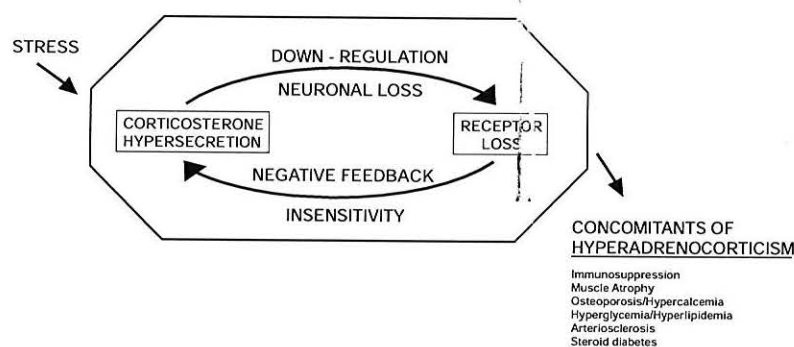 STRESS
DOWN - REGULATION
NEURONAL LOSS
CORTICOSTERONE
HYPERSECRETION
RECEPTOR
LOSS
NEGATIVE FEEDBACK
INSENSITIVITY
CONCOMITANTS OF
HYPERADRENOCORTICISM
Immunosuppression
Muscle Atrophy
Osteoporosis/Hypercalcemia
Hyperglycemia/Hyperlipidemia
Arteriosclerosis
Steroid diabetes